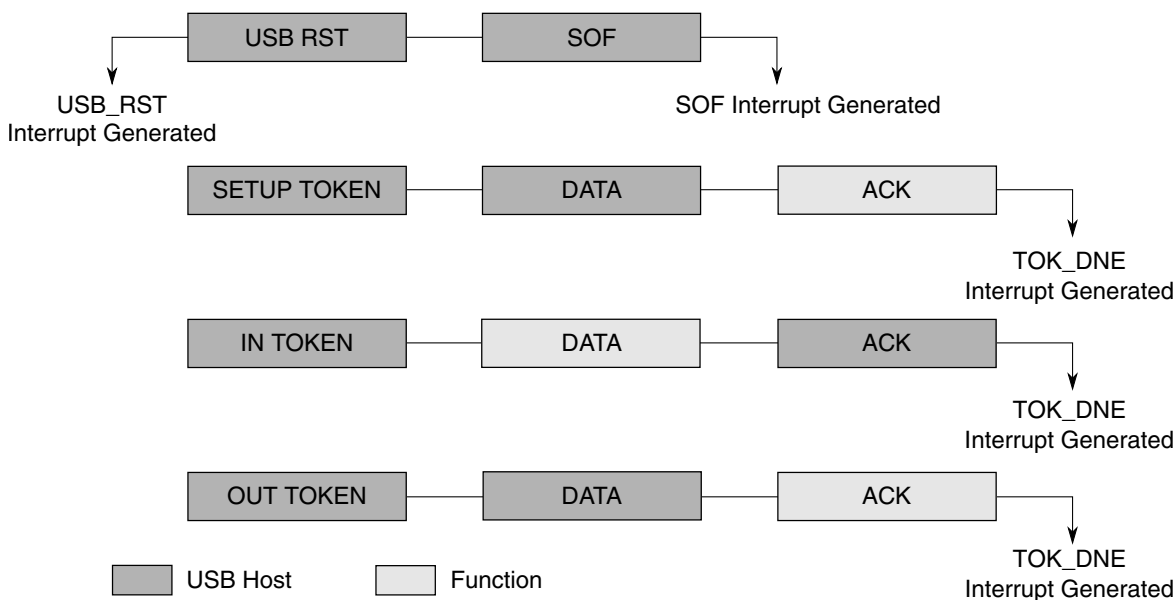 USB RST
SOF
USB_RST
Interrupt Generated
SOF Interrupt Generated
SETUP TOKEN
DATA
ACK
TOK_DNE
Interrupt Generated
IN TOKEN
DATA
ACK
TOK_DNE
Interrupt Generated
OUT TOKEN
DATA
ACK
TOK_DNE
Interrupt Generated
USB Host
Function